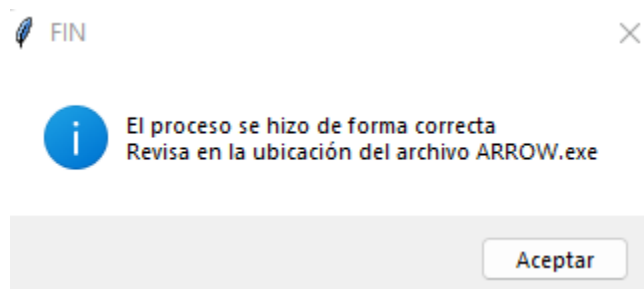 FIN
El proceso se hizo de forma correcta
Revisa en la ubicación del archivo ARROW.exe
Aceptar